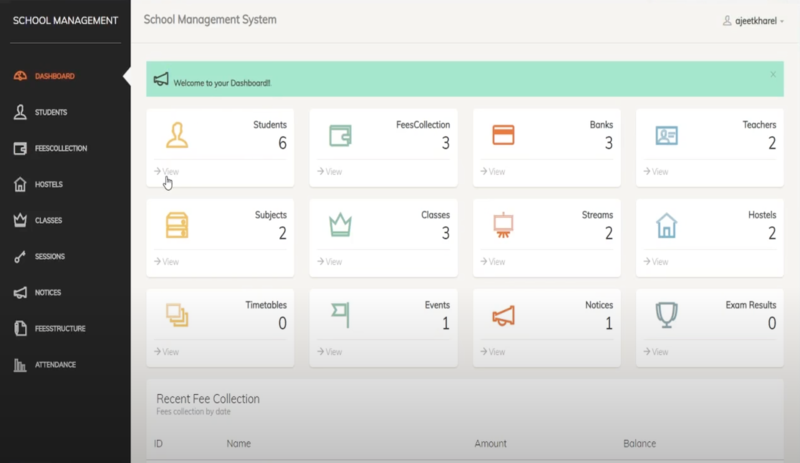 SCHOOL MANAGEMENT
School Management System
ajeetkharel
DASHBOARD
STUDENTS
FEESCOLLECTION
HOSTELS
CLASSES
SESSIONS
NOTICES
FEESSTRUCTURE
ATTENDANCE
Welcome to your Dashboard!!
×
Students
6
View
FeesCollection
3
View
Banks
3
View
Teachers
2
View
Subjects
2
View
Classes
3
View
Streams
2
View
Hostels
2
View
Timetables
0
View
Events
1
View
Notices
1
View
Exam Results
0
View
Recent Fee Collection
Fees collection by date
ID Name Amount Balance